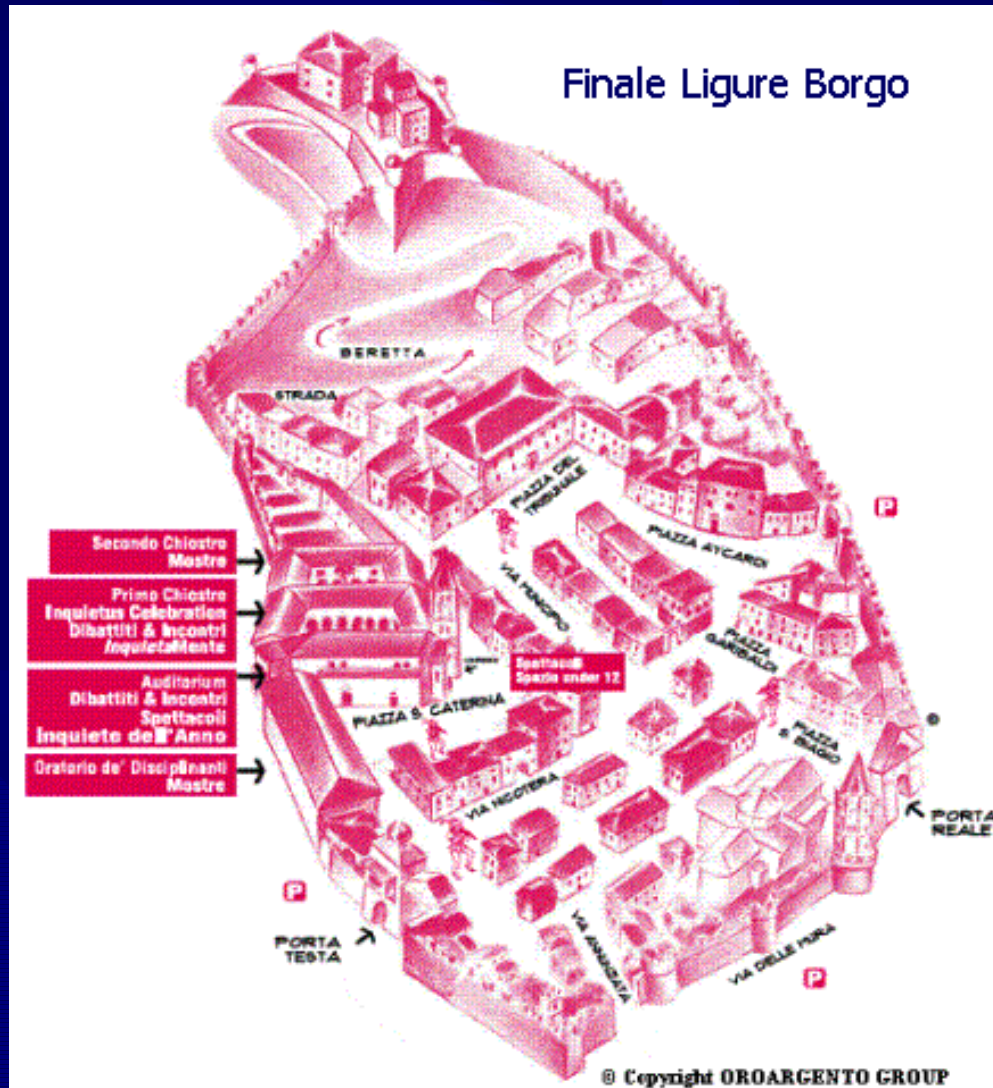 Finale Ligure Borgo
BERETTA
STRADA
PIAZZA DEL
TRIBUNALE
P
PIAZZA AYCARDI
Secondo Chiostro
Mostre
Primo Chiostro
Inquietus Celebration
Dibattiti & Incontri
InquietaMente
VIA MUNICIPIO
PIAZZA
GARIBALDI
Spettacoli
Spazio under 12
Auditorium
Dibattiti & Incontri
Spettacoli
Inquieto dell'Anno
PIAZZA S. CATERINA
PIAZZA
S. BIAGIO
Oratorio de' Disciplinanti
Mostre
VIA NICOTERA
PORTA
REALE
P
PORTA
TESTA
VIA ANNUNZIATA
VIA DELLE MURA
P
© Copyright OROARGENTO GROUP